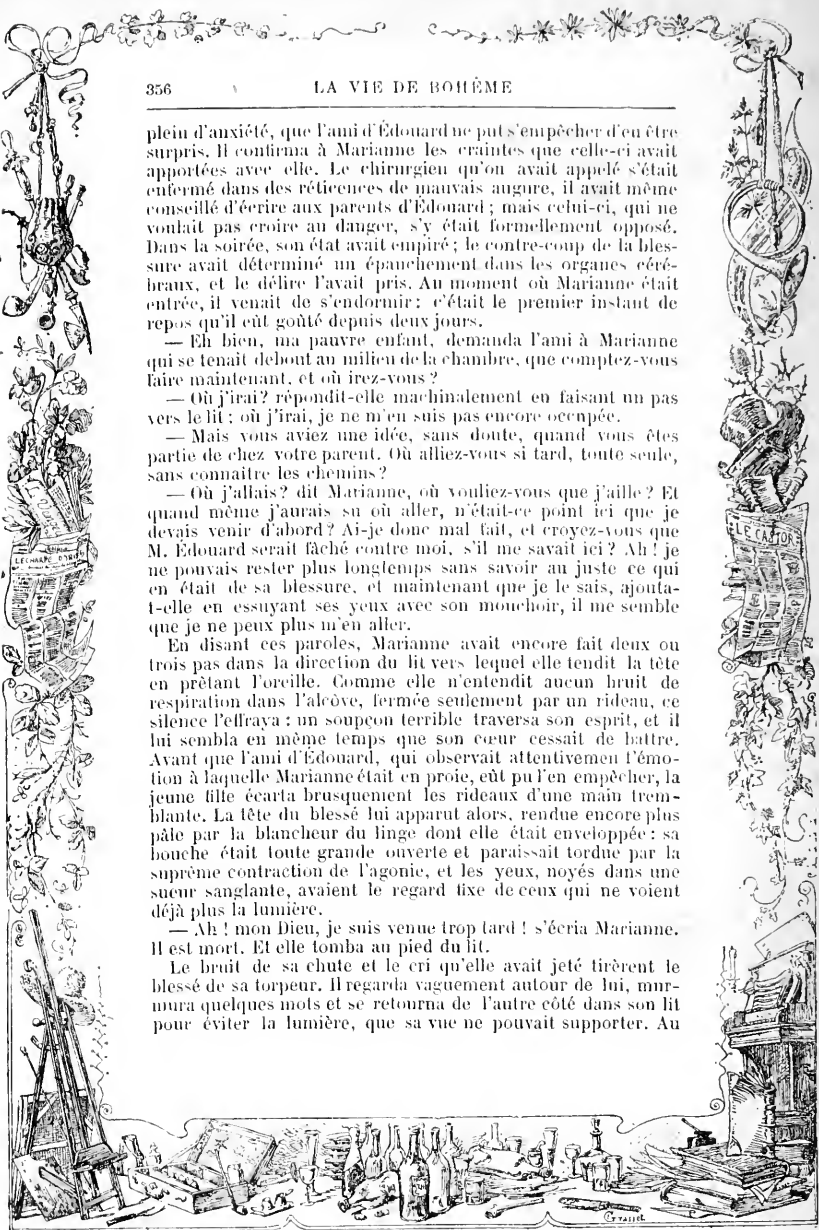 356 LA VIE DE BOHÈME
plein d'anxiété, que l'ami d'Édouard ne put s'empêcher d'en être
surpris. Il confirma à Marianne les craintes que celle-ci avait
apportées avec elle. Le chirurgien qu'on avait appelé s'était
enfermé dans des réticences de mauvais augure, il avait même
conseillé d'écrire aux parents d'Édouard ; mais celui-ci, qui ne
voulait pas croire au danger, s'y était formellement opposé.
Dans la soirée, son état avait empiré ; le contre-coup de la bles-
sure avait déterminé un épanchement dans les organes céré-
braux, et le délire l'avait pris. Au moment où Marianne était
entrée, il venait de s'endormir : c'était le premier instant de
repos qu'il eût goûté depuis deux jours.
— Eh bien, ma pauvre enfant, demanda l'ami à Marianne
qui se tenait debout au milieu de la chambre, que comptez-vous
faire maintenant, et où irez-vous ?
— Où j'irai? répondit-elle machinalement en faisant un pas
vers le lit ; où j'irai, je ne m'en suis pas encore occupée.
— Mais vous aviez une idée, sans doute, quand vous êtes
partie de chez votre parent. Où alliez-vous si tard, toute seule,
sans connaître les chemins ?
— Où j'allais? dit Marianne, où vouliez-vous que j'aille ? Et
quand même j'aurais su où aller, n'était-ce point ici que je
devais venir d'abord ? Ai-je donc mal fait, et croyez-vous que
M. Édouard serait fâché contre moi, s'il me savait ici ? Ah ! je
ne pouvais rester plus longtemps sans savoir au juste ce qui
en était de sa blessure, et maintenant que je le sais, ajouta-
t-elle en essuyant ses yeux avec son mouchoir, il me semble
que je ne peux plus m'en aller.
En disant ces paroles, Marianne avait encore fait deux ou
trois pas dans la direction du lit vers lequel elle tendit la tête
en prêtant l'oreille. Comme elle n'entendit aucun bruit de
respiration dans l'alcôve, fermée seulement par un rideau, ce
silence l'effraya : un soupçon terrible traversa son esprit, et il
lui sembla en même temps que son cœur cessait de battre.
Avant que l'ami d'Édouard, qui observait attentivemen l'émo-
tion à laquelle Marianne était en proie, eût pu l'en empêcher, la
jeune fille écarta brusquement les rideaux d'une main trem-
blante. La tête du blessé lui apparut alors, rendue encore plus
pâle par la blancheur du linge dont elle était enveloppée : sa
bouche était toute grande ouverte et paraissait tordue par la
suprême contraction de l'agonie, et les yeux, noyés dans une
sueur sanglante, avaient le regard fixe de ceux qui ne voient
déjà plus la lumière.
— Ah ! mon Dieu, je suis venue trop tard ! s'écria Marianne.
Il est mort. Et elle tomba au pied du lit.
Le bruit de sa chute et le cri qu'elle avait jeté tirèrent le
blessé de sa torpeur. Il regarda vaguement autour de lui, mur-
mura quelques mots et se retourna de l'autre côté dans son lit
pour éviter la lumière, que sa vue ne pouvait supporter. Au
LECHARPE D'IRIS
LE CASTOR
Grasset